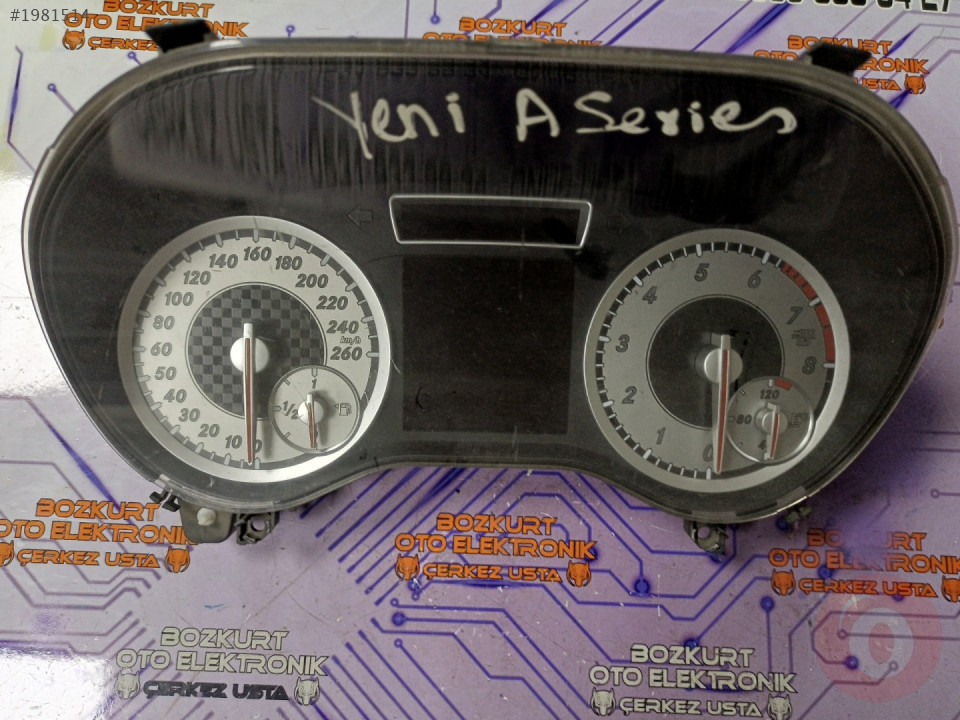 #1981514
BOZKURT
OTO ELEKTRONIK
ÇERKEZ USTA
BOZKURT
Yeni A Series
160
140
180
120
200
100
220
80
240
km/h
60
260
50
40
30
20
10
0
1
1/2
5
6
4
7
3
8
2
1
0
120
80
BOZKURT
OTO ELEKTRONIK
ÇERKEZ USTA
BOZKURT
OTO ELEKTRONIK
ÇERKEZ USTA
BOZKURT
OTO ELEKTRONIK
ÇERKEZ USTA
BOZKURT
OTO ELEKTRONIK
ÇERKEZ USTA
BOZKURT
OTO ELEKTRONIK
ÇERKEZ USTA